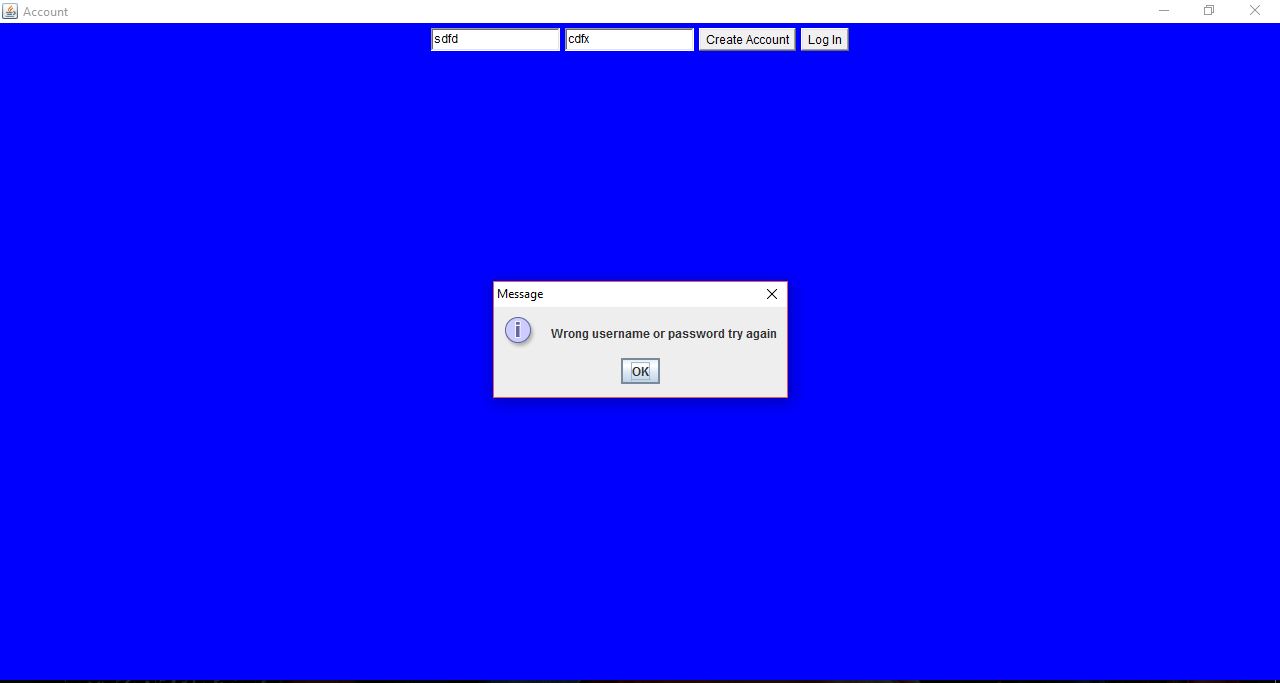 Account
sdfd cdfx Create Account Log In
Message
Wrong username or password try again
OK